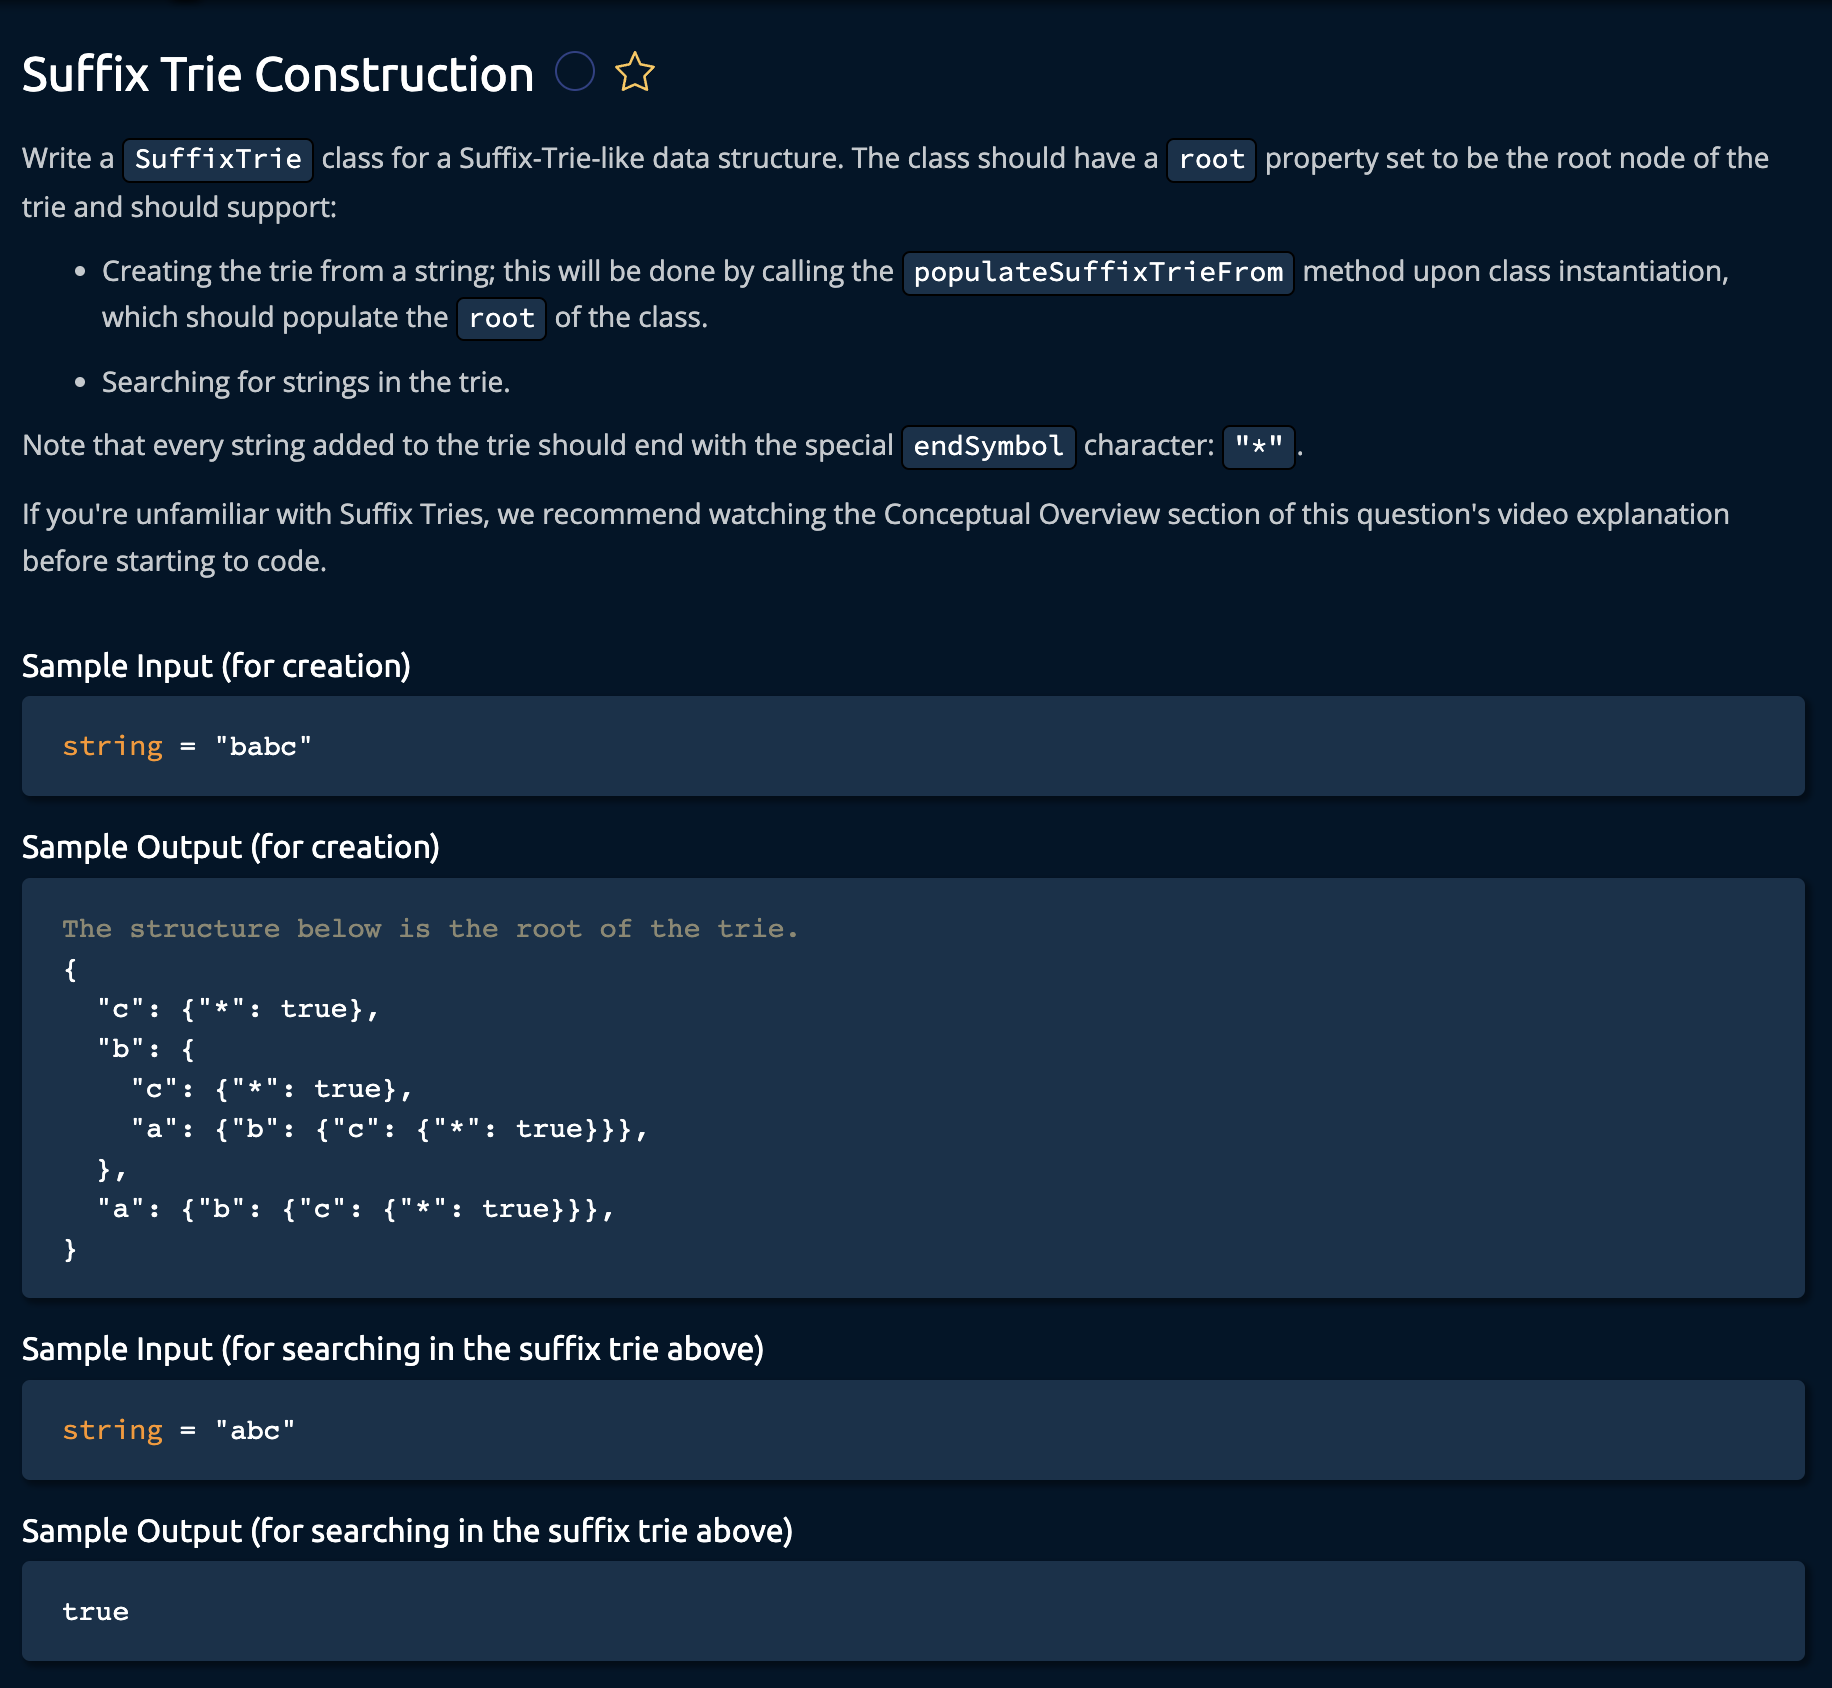 Suffix Trie Construction
Write a SuffixTrie class for a Suffix-Trie-like data structure. The class should have a root property set to be the root node of the
trie and should support:
• Creating the trie from a string; this will be done by calling the populateSuffixTrieFrom method upon class instantiation,
which should populate the root of the class.
• Searching for strings in the trie.
Note that every string added to the trie should end with the special endSymbol character: "*".
If you're unfamiliar with Suffix Tries, we recommend watching the Conceptual Overview section of this question's video explanation
before starting to code.
Sample Input (for creation)
string = "babc"
Sample Output (for creation)
The structure below is the root of the trie.
{
  "c": {"*": true},
  "b": {
    "c": {"*": true},
    "a": {"b": {"c": {"*": true}}},
  },
  "a": {"b": {"c": {"*": true}}},
}
Sample Input (for searching in the suffix trie above)
string = "abc"
Sample Output (for searching in the suffix trie above)
true